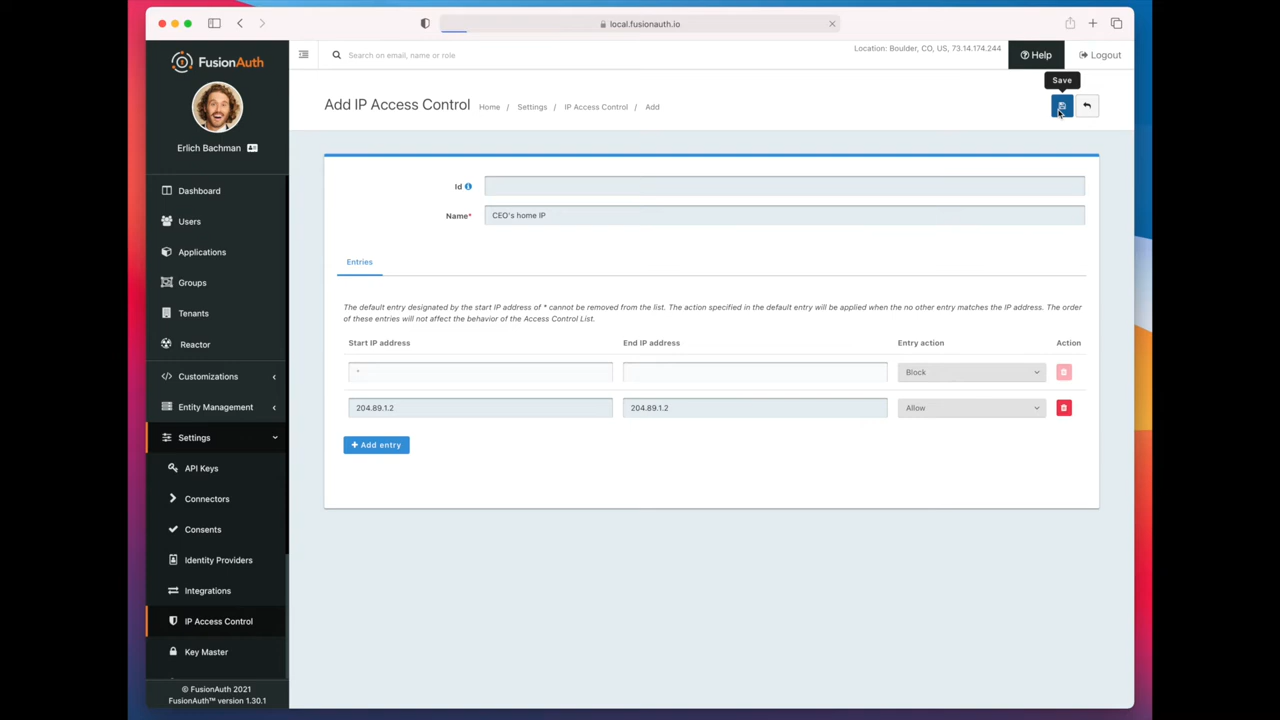 local.fusionauth.io
FusionAuth
Search on email, name or role
Location: Boulder, CO, US, 73.14.174.244
Help
Logout
Save
Add IP Access Control
Home / Settings / IP Access Control / Add
Erlich Bachman
Dashboard
Users
Applications
Groups
Tenants
Reactor
Customizations
Entity Management
Settings
API Keys
Connectors
Consents
Identity Providers
Integrations
IP Access Control
Key Master
© FusionAuth 2021
FusionAuth™ version 1.30.1
Id
Name* CEO's home IP
Entries
The default entry designated by the start IP address of * cannot be removed from the list. The action specified in the default entry will be applied when the no other entry matches the IP address. The order
of these entries will not affect the behavior of the Access Control List.
Start IP address End IP address Entry action Action
* Block
204.89.1.2 204.89.1.2 Allow
+ Add entry